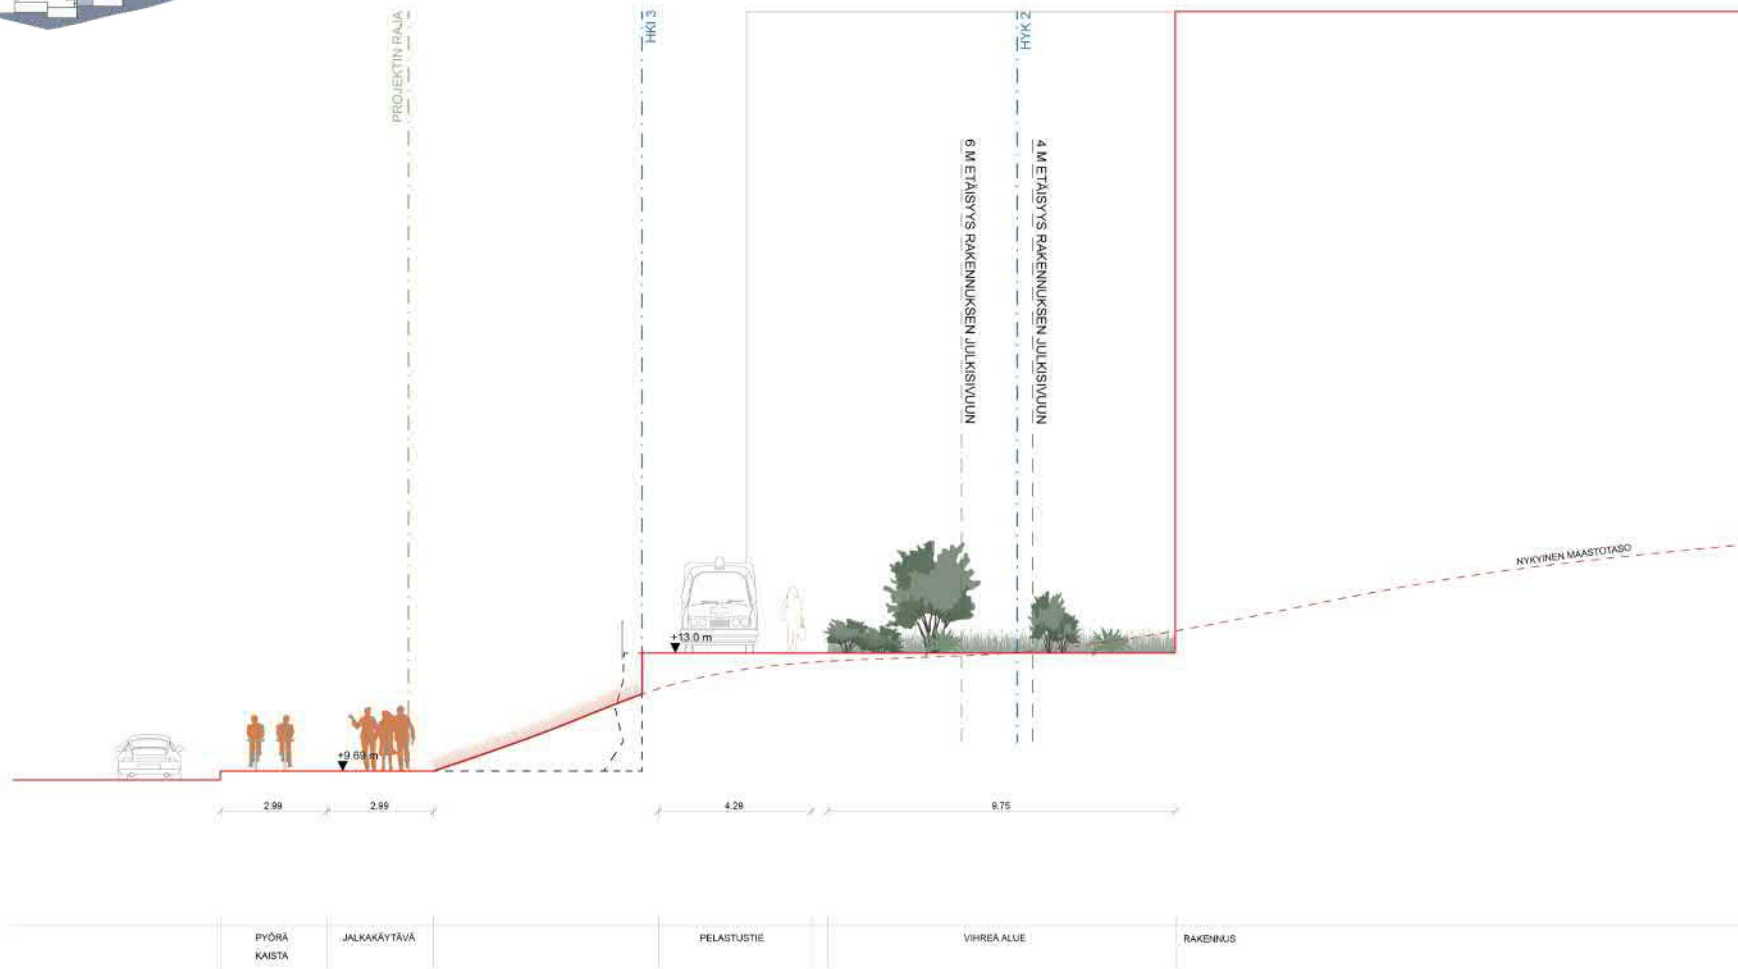 PROJEKTIN RAJA
HKI 3
HYK 2
6 M ETÄISYYS RAKENNUKSEN JULKISIVUUN
4 M ETÄISYYS RAKENNUKSEN JULKISIVUUN
NYKYINEN MAASTOTASO
+13.0 m
+9.69 m
2.99
2.99
4.29
9.75
PYÖRÄ
KAISTA
JALKAKÄYTÄVÄ
PELASTUSTIE
VIHREÄ ALUE
RAKENNUS